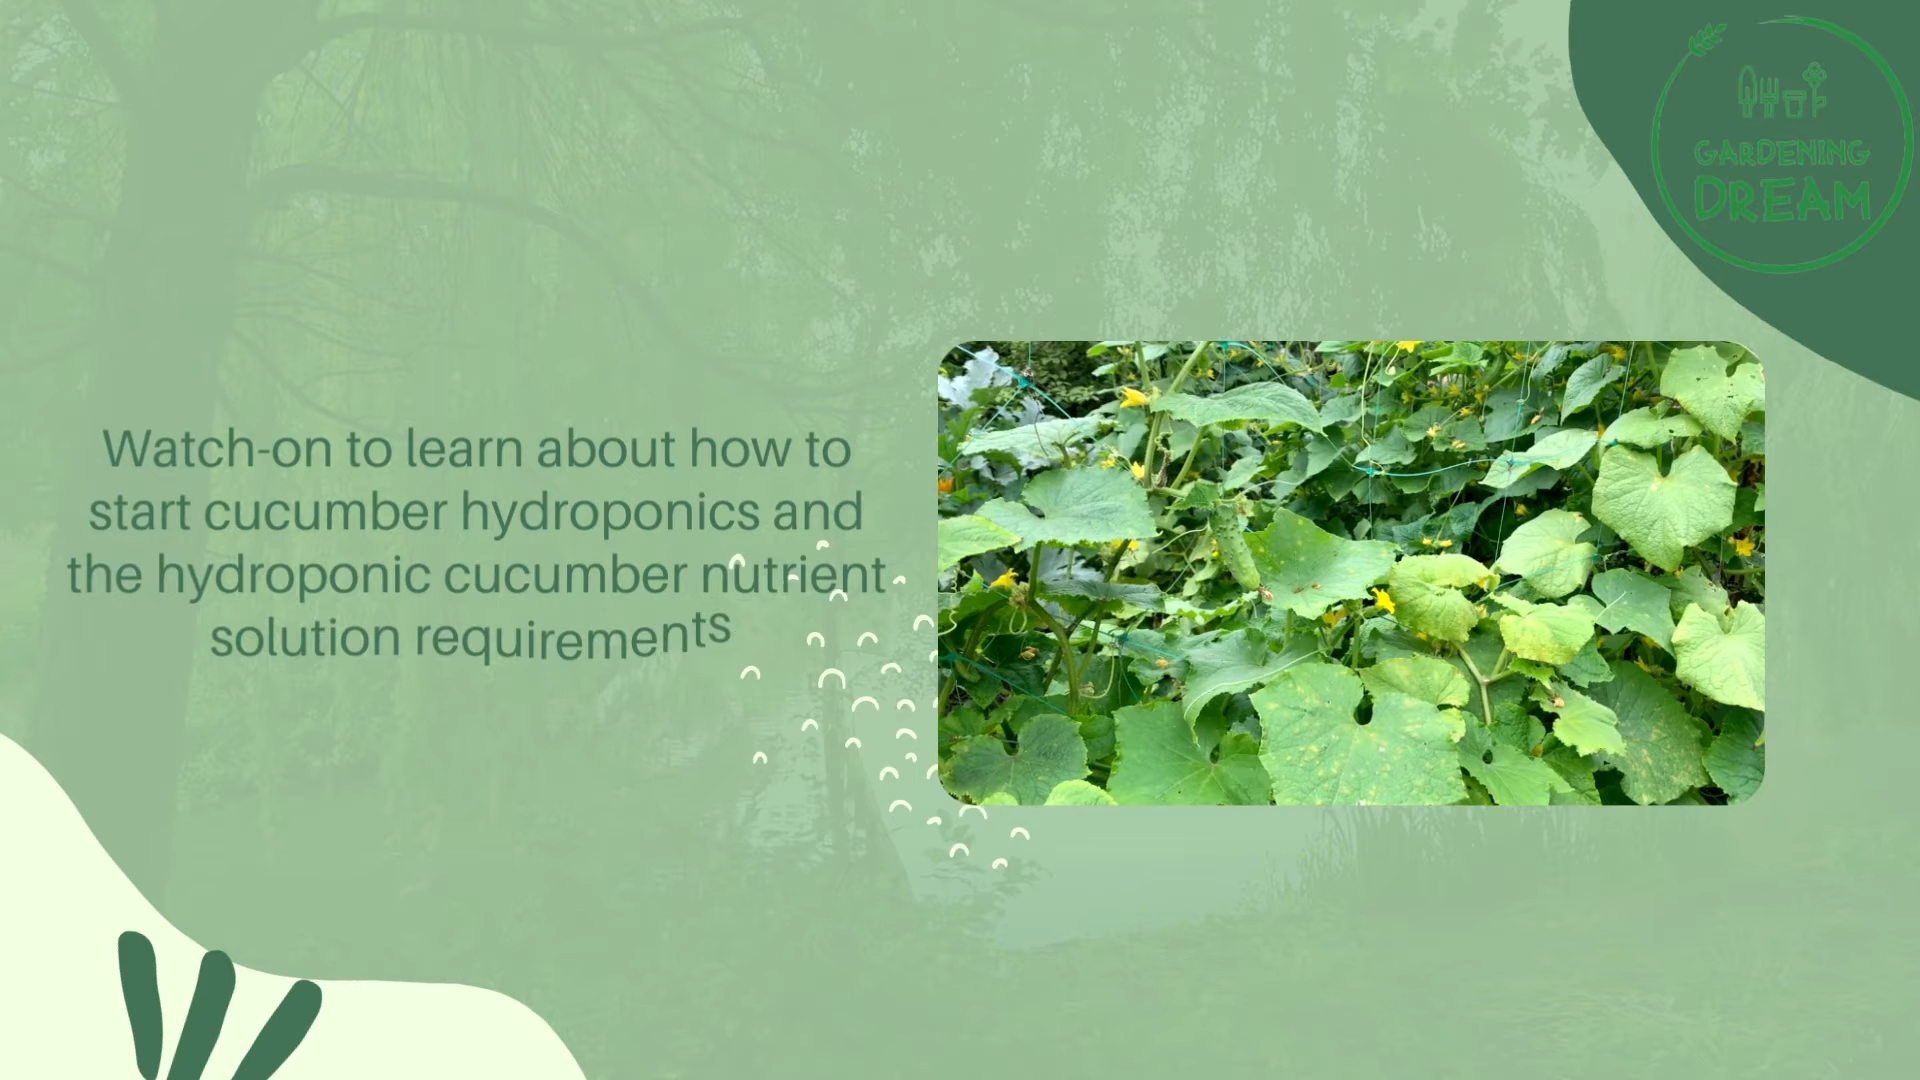 GARDENING
DREAM
Watch-on to learn about how to
start cucumber hydroponics and
the hydroponic cucumber nutrient
solution requirements